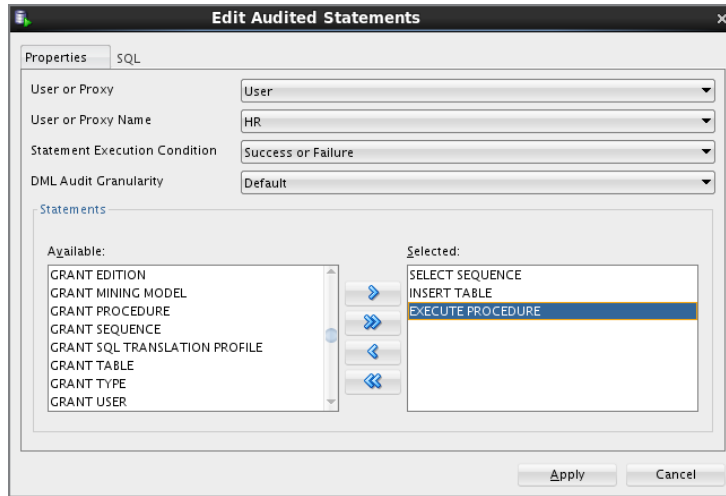 Edit Audited Statements
Properties
SQL
User or Proxy
User
User or Proxy Name
HR
Statement Execution Condition
Success or Failure
DML Audit Granularity
Default
Statements
Available:
GRANT EDITION
GRANT MINING MODEL
GRANT PROCEDURE
GRANT SEQUENCE
GRANT SQL TRANSLATION PROFILE
GRANT TABLE
GRANT TYPE
GRANT USER
Selected:
SELECT SEQUENCE
INSERT TABLE
EXECUTE PROCEDURE
Apply
Cancel